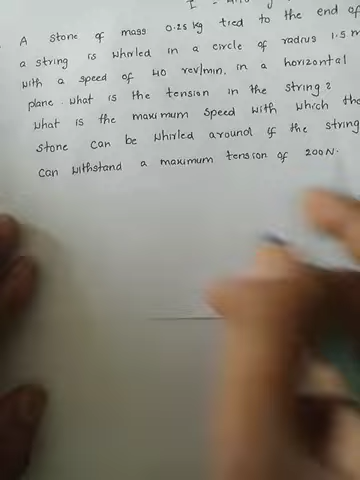 A stone of mass 0.25 kg tied to the end of
a string is whirled in a circle of radius 1.5 m
with a speed of 40 rev/min. in a horizontal
plane. what is the tension in the string?
what is the maximum speed with which the
stone can be whirled around if the string
can withstand a maximum tension of 200N.